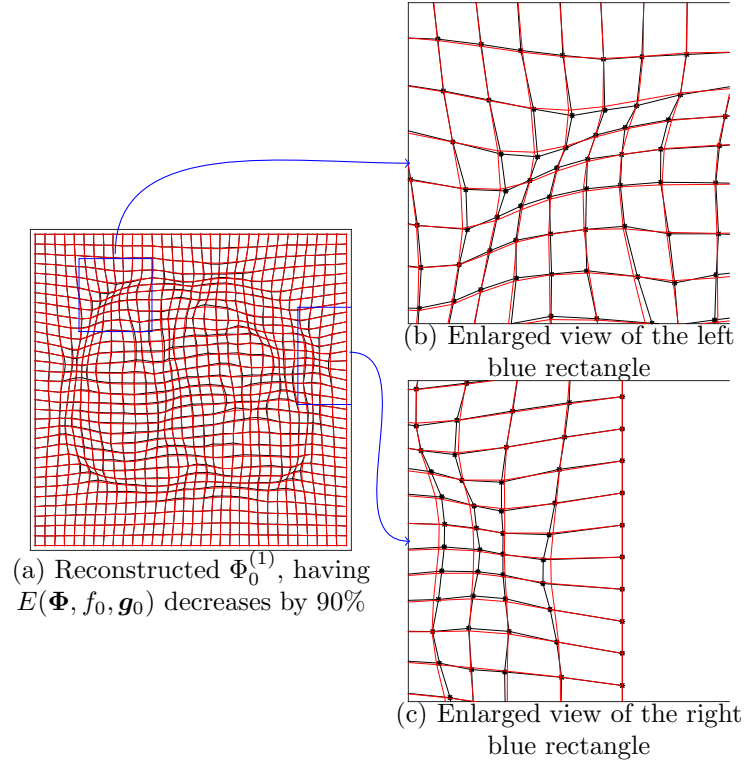 (b) Enlarged view of the left
blue rectangle
(a) Reconstructed Φ₀⁽¹⁾, having
E(Φ, f₀, g₀) decreases by 90%
(c) Enlarged view of the right
blue rectangle